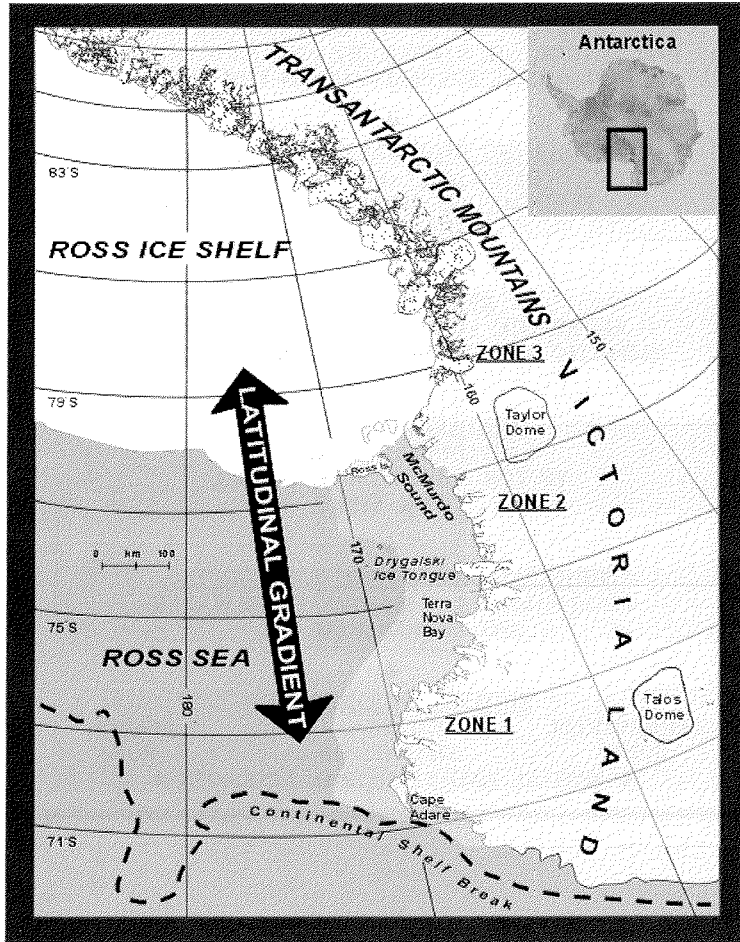 Antarctica
TRANSANTARCTIC MOUNTAINS
83°S
ROSS ICE SHELF
150
ZONE 3
79°S
160
Taylor
Dome
VICTORIA LAND
LATITUDINAL GRADIENT
Ross Is
McMurdo
Sound
ZONE 2
0 km 100
170
Drygalski
Ice Tongue
75°S
Terra
Nova
Bay
ROSS SEA
180
Talos
Dome
ZONE 1
Cape
Adare
71°S
Continental Shelf Break